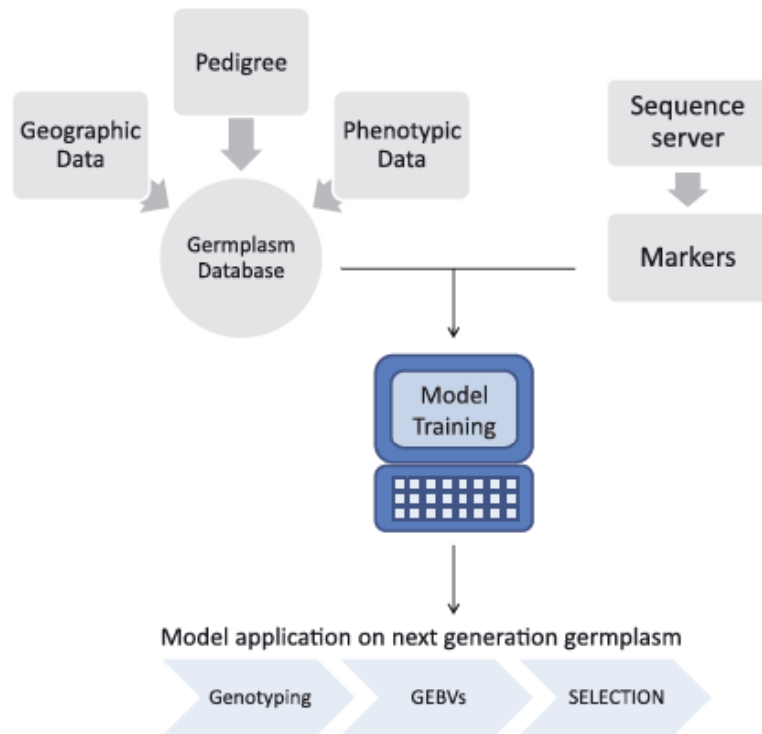 Pedigree
Geographic
Data
Phenotypic
Data
Sequence
server
Germplasm
Database
Markers
Model
Training
Model application on next generation germplasm
Genotyping
GEBVs
SELECTION